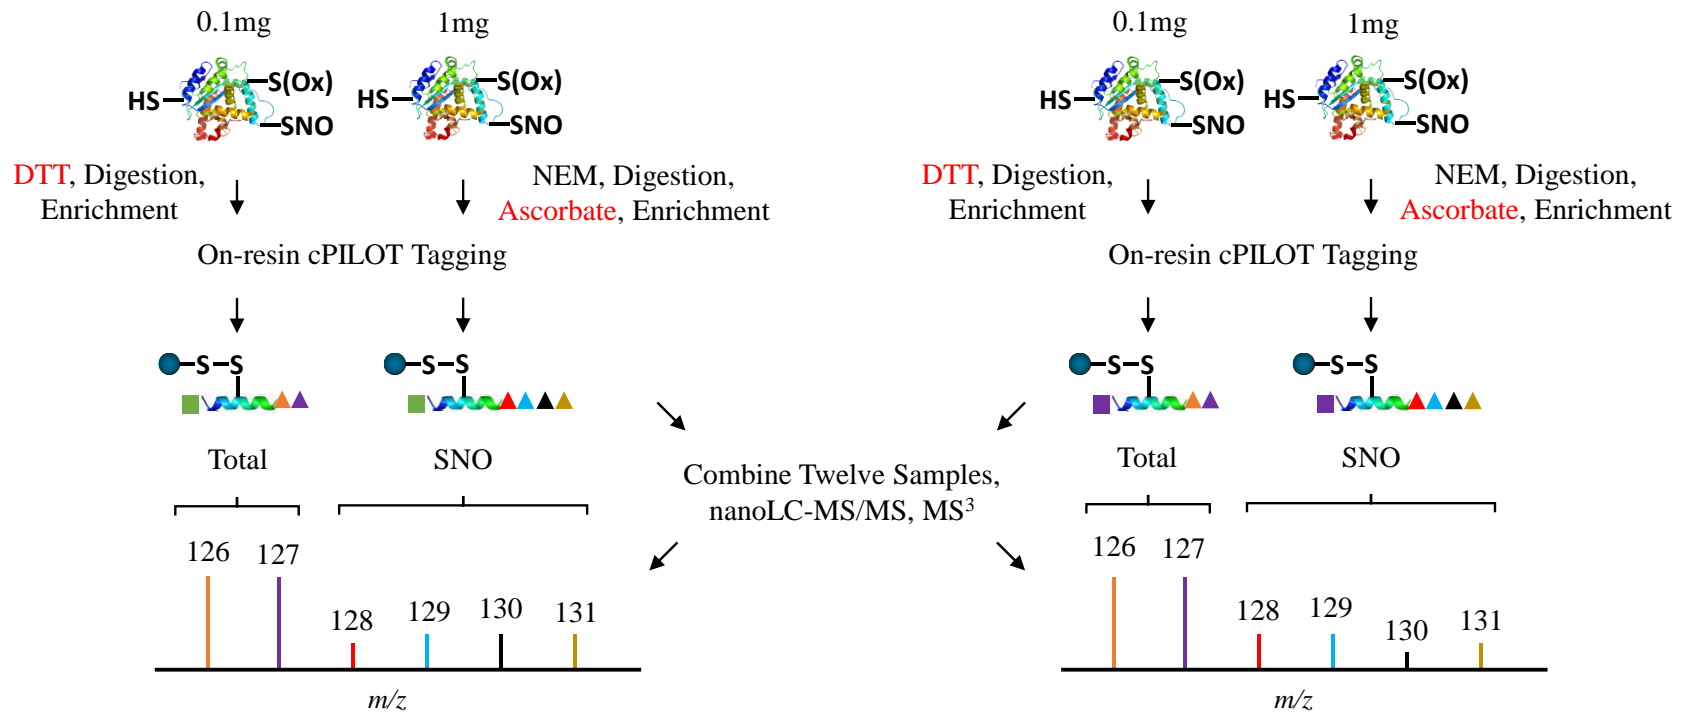 0.1mg
1mg
HS
S(Ox)
SNO
HS
S(Ox)
SNO
DTT, Digestion,
Enrichment
NEM, Digestion,
Ascorbate, Enrichment
On-resin cPILOT Tagging
S S
S S
Total
SNO
126
127
128
129
130
131
m/z
Combine Twelve Samples,
nanoLC-MS/MS, MS³
0.1mg
1mg
HS
S(Ox)
SNO
HS
S(Ox)
SNO
DTT, Digestion,
Enrichment
NEM, Digestion,
Ascorbate, Enrichment
On-resin cPILOT Tagging
S S
S S
Total
SNO
126
127
128
129
130
131
m/z